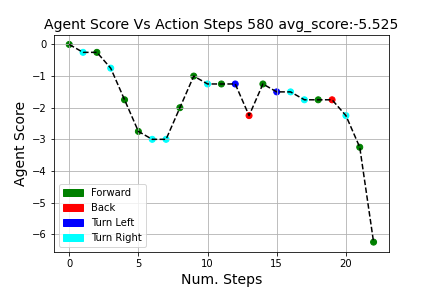 Agent Score Vs Action Steps 580 avg_score:-5.525
Agent Score
0
−1
−2
−3
−4
−5
−6
Forward
Back
Turn Left
Turn Right
0 5 10 15 20
Num. Steps